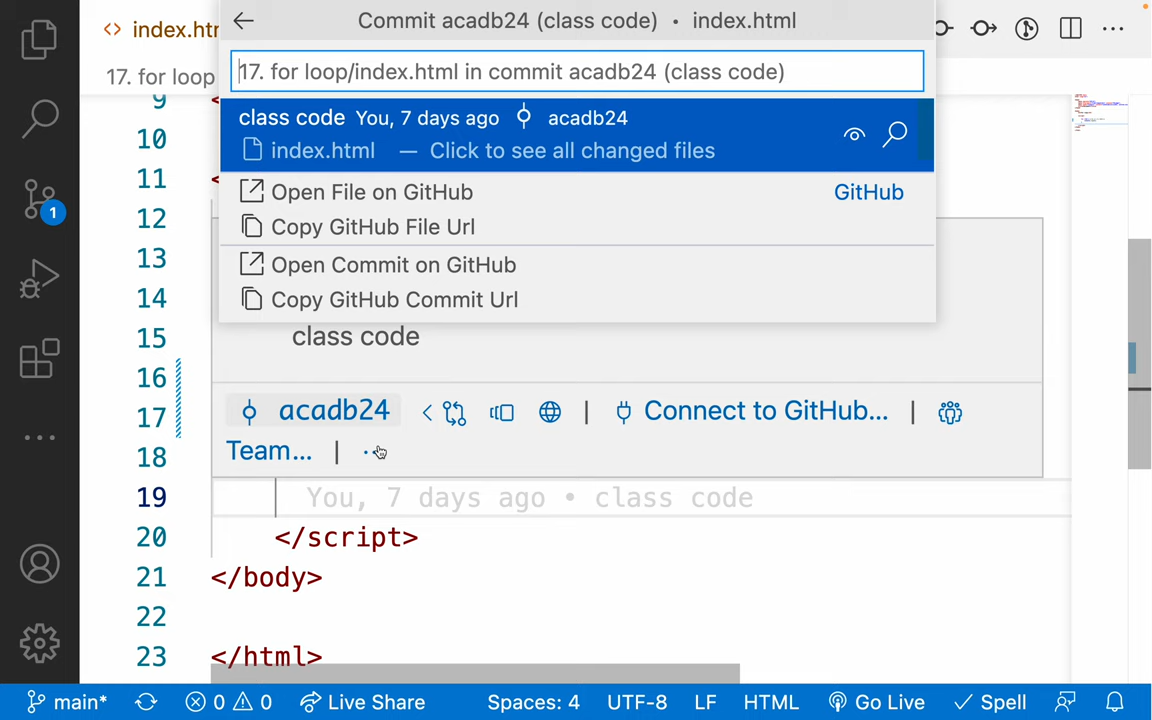 Commit acadb24 (class code) • index.html
<> index.ht
17. for loop/index.html in commit acadb24 (class code)
17. for loop
class code You, 7 days ago acadb24
index.html — Click to see all changed files
Open File on GitHub GitHub
Copy GitHub File Url
Open Commit on GitHub
Copy GitHub Commit Url
9 <
10
11 <
12
13
14
15 class code
16
17 acadb24 | Connect to GitHub... |
1
18 Team... | ··
19 You, 7 days ago • class code
20 </script>
21 </body>
22
23 </html>
main* 0 0 Live Share Spaces: 4 UTF-8 LF HTML Go Live Spell